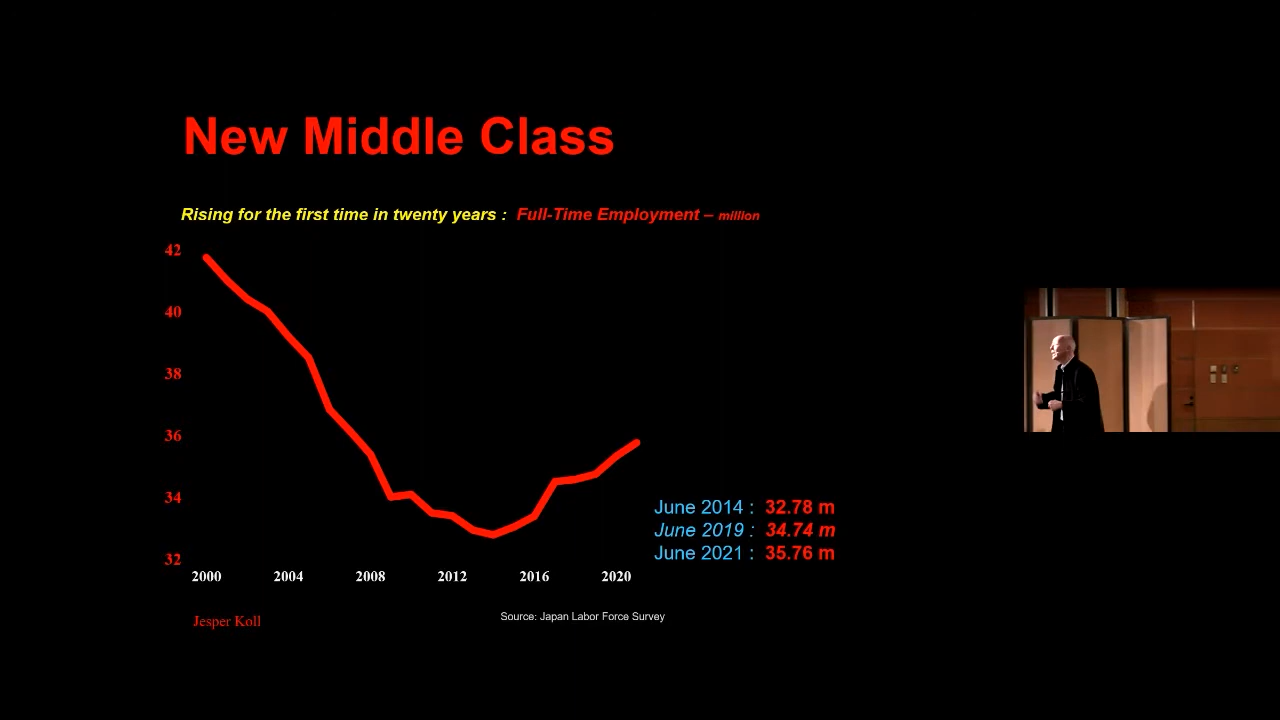 New Middle Class
Rising for the first time in twenty years : Full-Time Employment – million
42
40
38
36
34
32
June 2014 : 32.78 m
June 2019 : 34.74 m
June 2021 : 35.76 m
2000 2004 2008 2012 2016 2020
Jesper Koll
Source: Japan Labor Force Survey